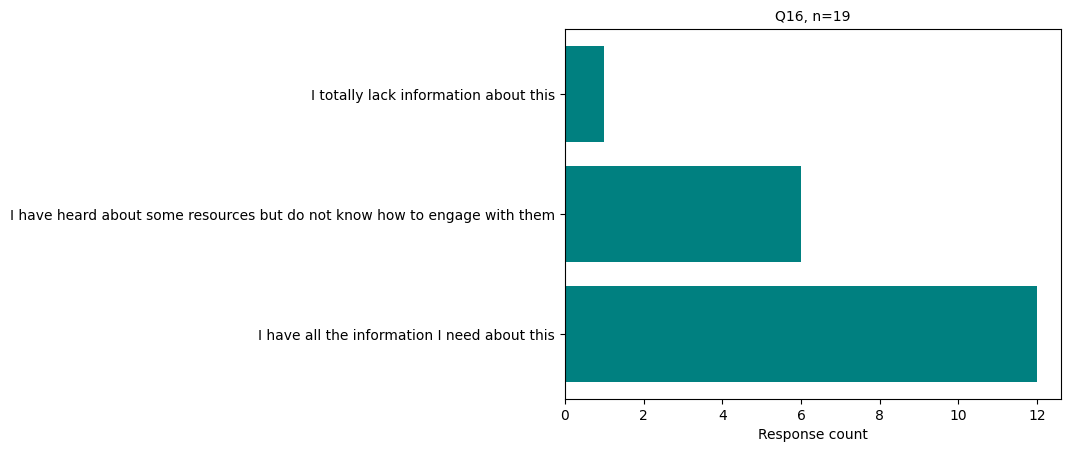 Q16, n=19
I totally lack information about this
I have heard about some resources but do not know how to engage with them
I have all the information I need about this
0 2 4 6 8 10 12
Response count